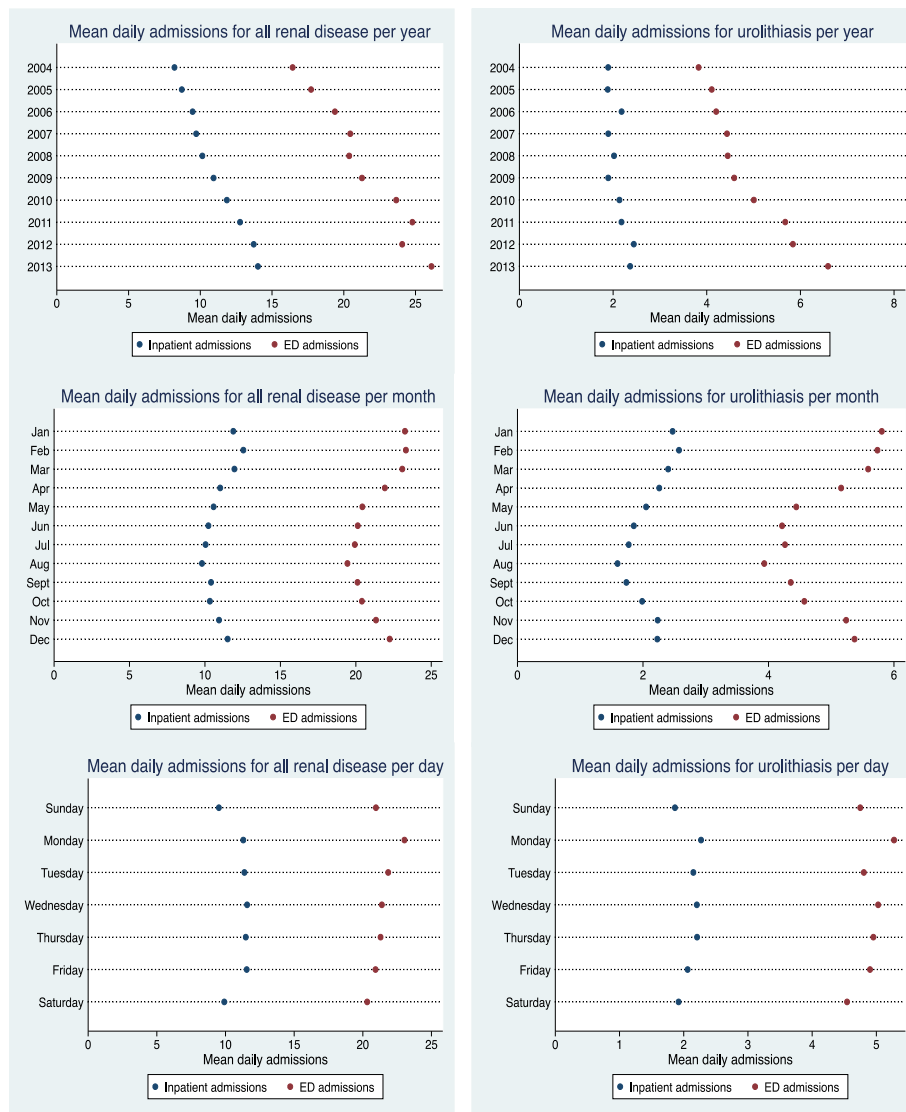 Mean daily admissions for all renal disease per year
2004
2005
2006
2007
2008
2009
2010
2011
2012
2013
0 5 10 15 20 25
Mean daily admissions
Inpatient admissions ED admissions
Mean daily admissions for urolithiasis per year
2004
2005
2006
2007
2008
2009
2010
2011
2012
2013
0 2 4 6 8
Mean daily admissions
Inpatient admissions ED admissions
Mean daily admissions for all renal disease per month
Jan
Feb
Mar
Apr
May
Jun
Jul
Aug
Sept
Oct
Nov
Dec
0 5 10 15 20 25
Mean daily admissions
Inpatient admissions ED admissions
Mean daily admissions for urolithiasis per month
Jan
Feb
Mar
Apr
May
Jun
Jul
Aug
Sept
Oct
Nov
Dec
0 2 4 6
Mean daily admissions
Inpatient admissions ED admissions
Mean daily admissions for all renal disease per day
Sunday
Monday
Tuesday
Wednesday
Thursday
Friday
Saturday
0 5 10 15 20 25
Mean daily admissions
Inpatient admissions ED admissions
Mean daily admissions for urolithiasis per day
Sunday
Monday
Tuesday
Wednesday
Thursday
Friday
Saturday
0 1 2 3 4 5
Mean daily admissions
Inpatient admissions ED admissions